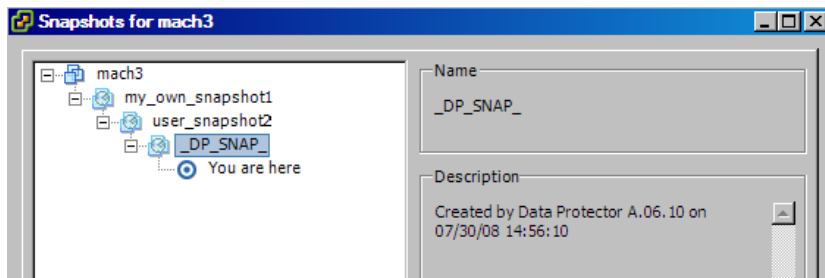 Snapshots for mach3
mach3
my_own_snapshot1
user_snapshot2
_DP_SNAP_
You are here
Name
_DP_SNAP_
Description
Created by Data Protector A.06.10 on
07/30/08 14:56:10